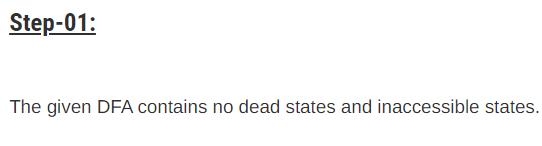 Step-01:
The given DFA contains no dead states and inaccessible states.